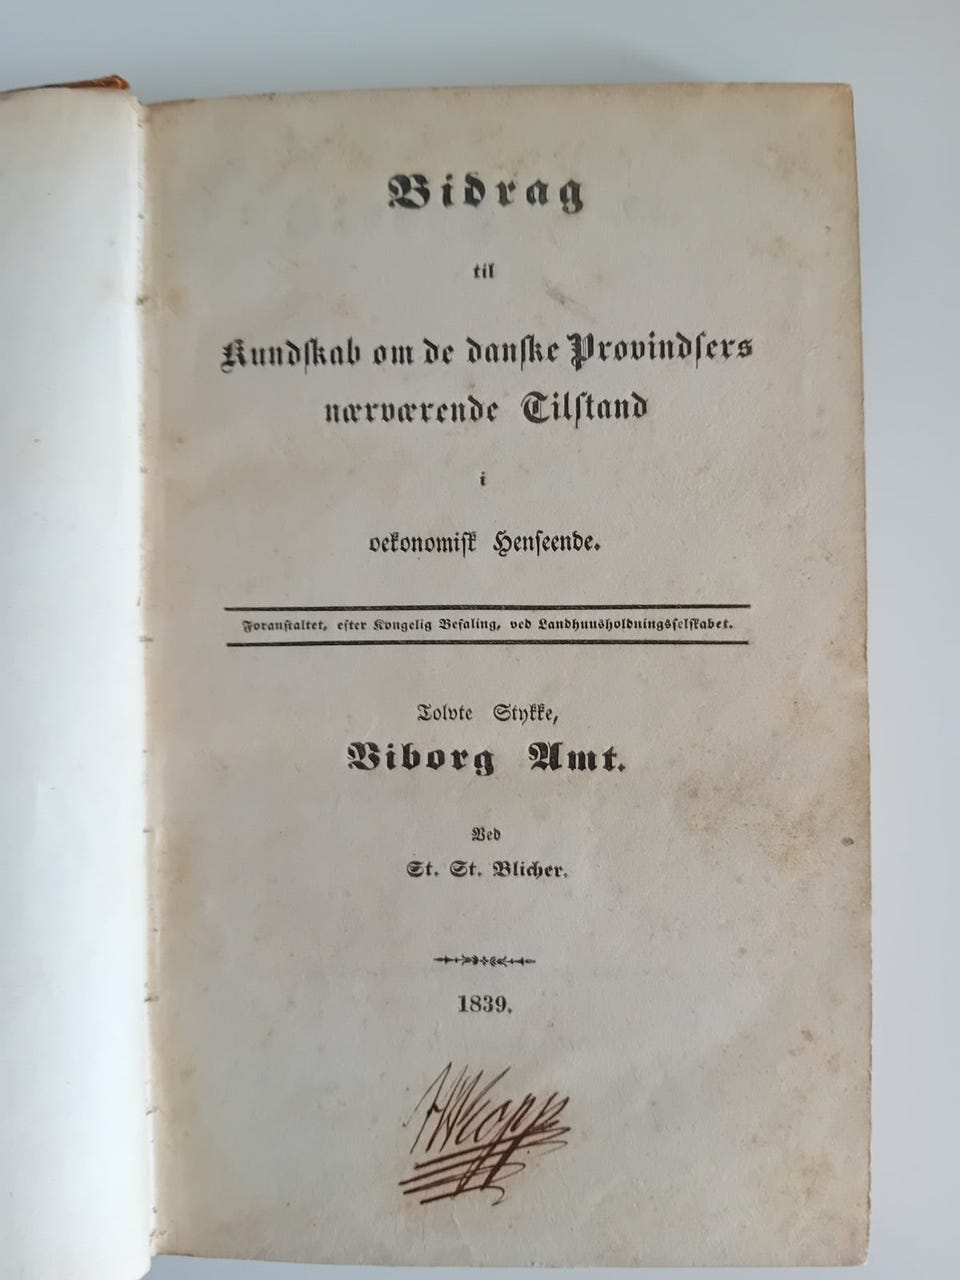 Bidrag
til
Kundskab om de danske Provindsers
nærværende Tilstand
i
oekonomisk Henseende.
Foranstaltet, efter Kongelig Befaling, ved Landhuusholdningsselskabet.
Tolvte Stykke,
Viborg Amt.
Ved
St. St. Blicher.
1839.